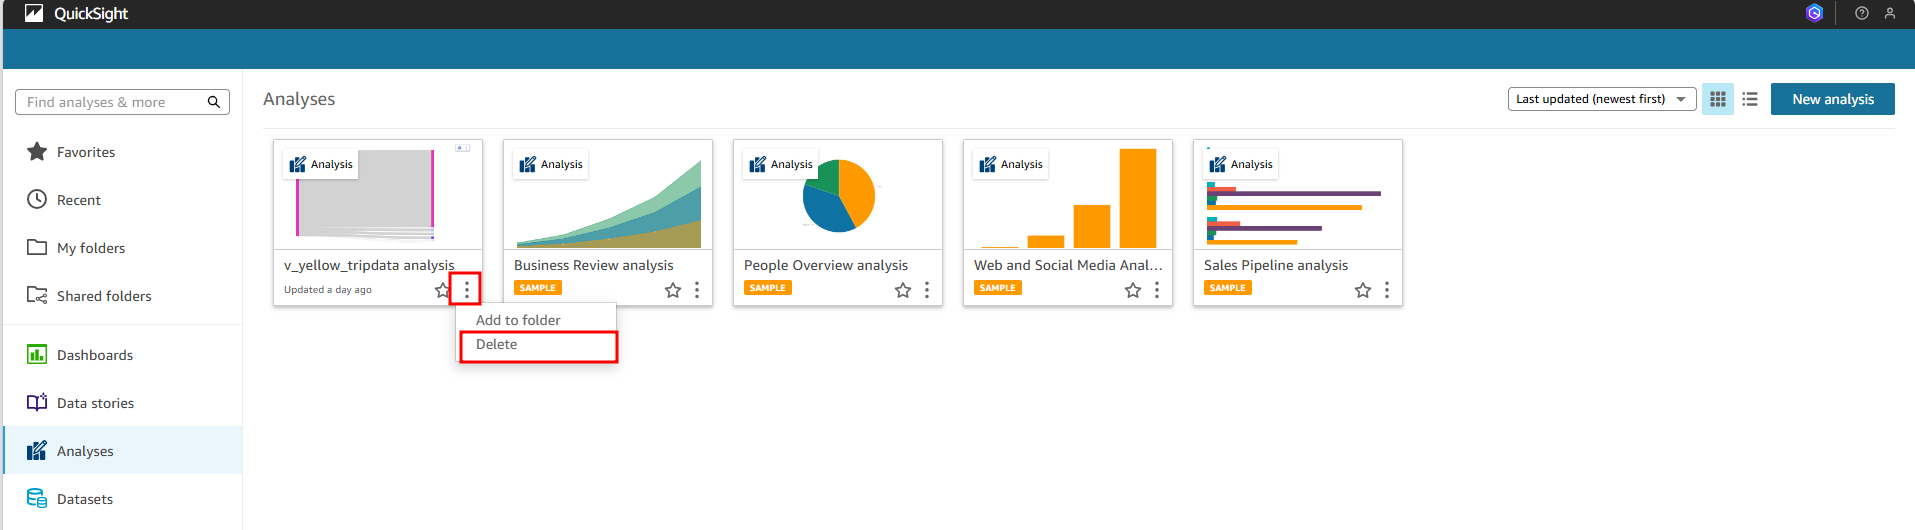 QuickSight
Find analyses & more
Favorites
Recent
My folders
Shared folders
Dashboards
Data stories
Analyses
Datasets
Analyses
Last updated (newest first)
New analysis
Analysis
v_yellow_tripdata analysis
Updated a day ago
Add to folder
Delete
Analysis
Business Review analysis
SAMPLE
Analysis
People Overview analysis
SAMPLE
Analysis
Web and Social Media Anal...
SAMPLE
Analysis
Sales Pipeline analysis
SAMPLE